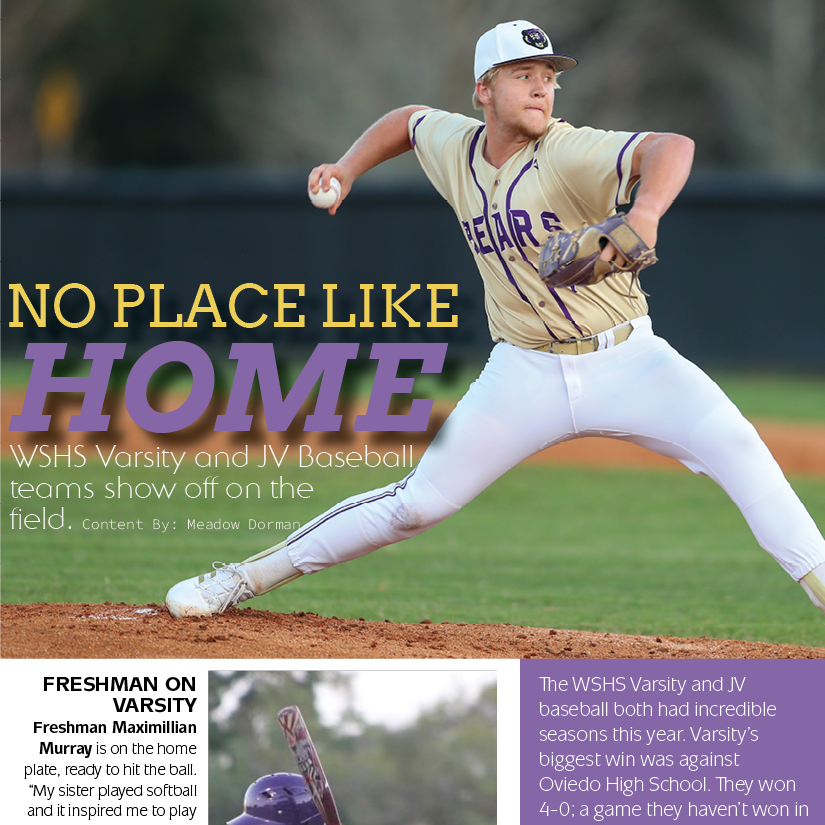 BEARS
NO PLACE LIKE
HOME
WSHS Varsity and JV Baseball
teams show off on the
field. Content By: Meadow Dorman
FRESHMAN ON
VARSITY
Freshman Maximillian
Murray is on the home
plate, ready to hit the ball.
"My sister played softball
and it inspired me to play
The WSHS Varsity and JV
baseball both had incredible
seasons this year. Varsity's
biggest win was against
Oviedo High School. They won
4-0; a game they haven't won in